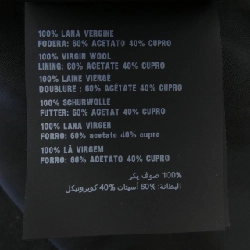 100% LANA VERGINE
FODERA: 60% ACETATO 40% CUPRO
100% VIRGIN WOOL
LINING: 60% ACETATE 40% CUPRO
100% LAINE VIERGE
DOUBLURE : 60% ACETATE 40% CUPRO
100% SCHURWOLLE
FUTTER: 60% ACETAT 40% CUPRO
100% LANA VIRGEN
FORRO: 60% acetato 40% cupro
100% LÃ VIRGEM
FORRO: 60% ACETATO 40% CUPRO
100% صوف بكر
البطانة: 60% أسيتات 40% كوبرونيكل